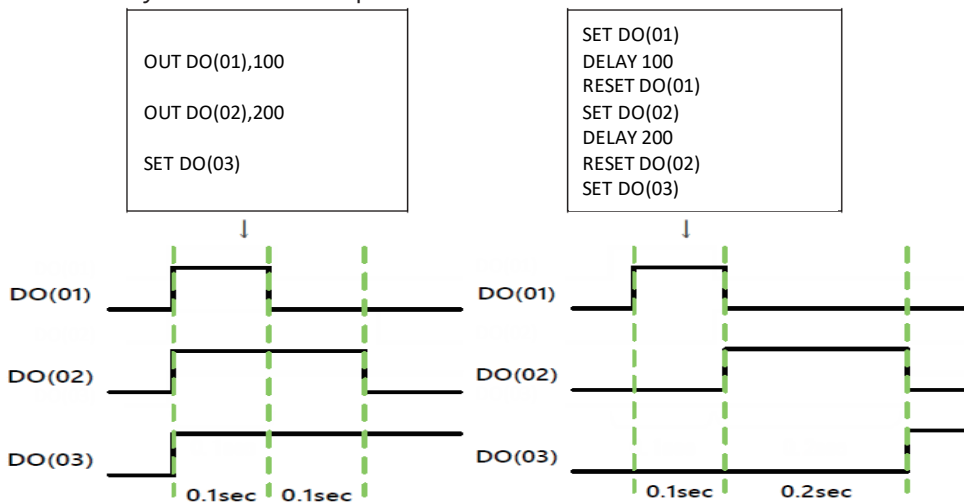 OUT DO(01),100
OUT DO(02),200
SET DO(03)
SET DO(01)
DELAY 100
RESET DO(01)
SET DO(02)
DELAY 200
RESET DO(02)
SET DO(03)
↓
↓
DO(01)
DO(02)
DO(03)
0.1sec 0.1sec
DO(01)
DO(02)
DO(03)
0.1sec 0.2sec